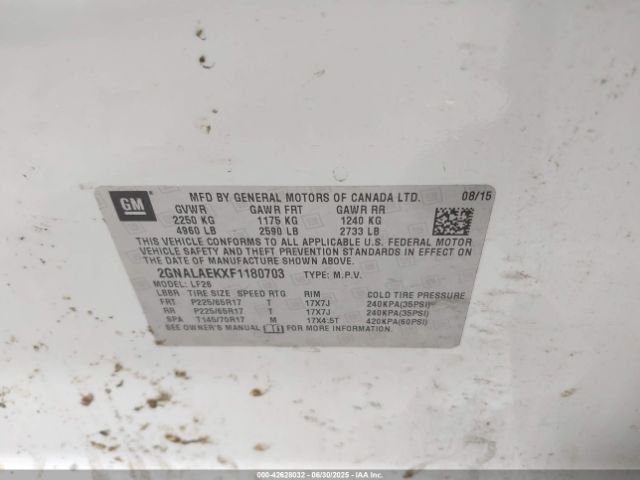 GM
MFD BY GENERAL MOTORS OF CANADA LTD. 08/15
GVWR GAWR FRT GAWR RR
2250 KG 1175 KG 1240 KG
4960 LB 2590 LB 2733 LB
THIS VEHICLE CONFORMS TO ALL APPLICABLE U.S. FEDERAL MOTOR
VEHICLE SAFETY AND THEFT PREVENTION STANDARDS IN EFFECT ON THE
DATE OF MANUFACTURE SHOWN ABOVE.
2GNALAEKXF1180703 TYPE: M.P.V.
MODEL: LF26
LBBR TIRE SIZE SPEED RTG RIM COLD TIRE PRESSURE
FRT P225/65R17 T 17X7J 240KPA(35PSI)
RR P225/65R17 T 17X7J 240KPA(35PSI)
SPA T145/70R17 M 17X4.5T 420KPA(60PSI)
SEE OWNER'S MANUAL FOR MORE INFORMATION
000-42628032 - 06/30/2025 - IAAI.COM